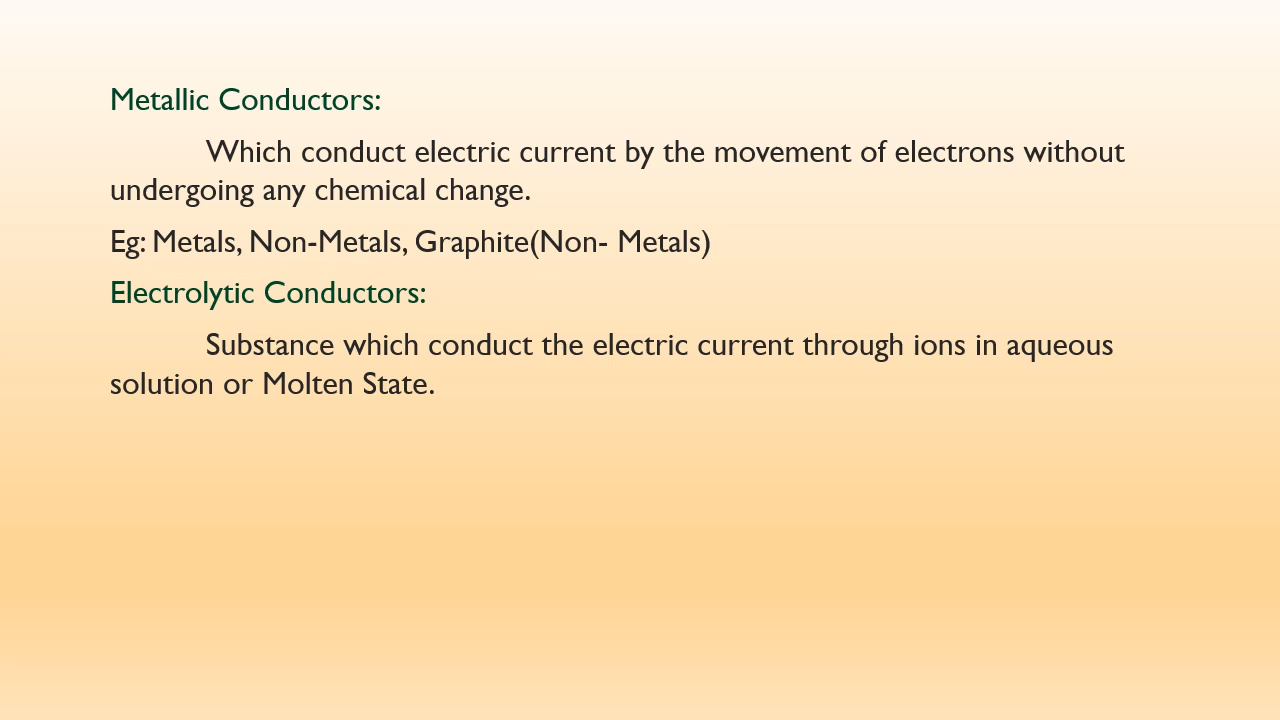 Metallic Conductors:
Which conduct electric current by the movement of electrons without
undergoing any chemical change.
Eg: Metals, Non-Metals, Graphite(Non- Metals)
Electrolytic Conductors:
Substance which conduct the electric current through ions in aqueous
solution or Molten State.